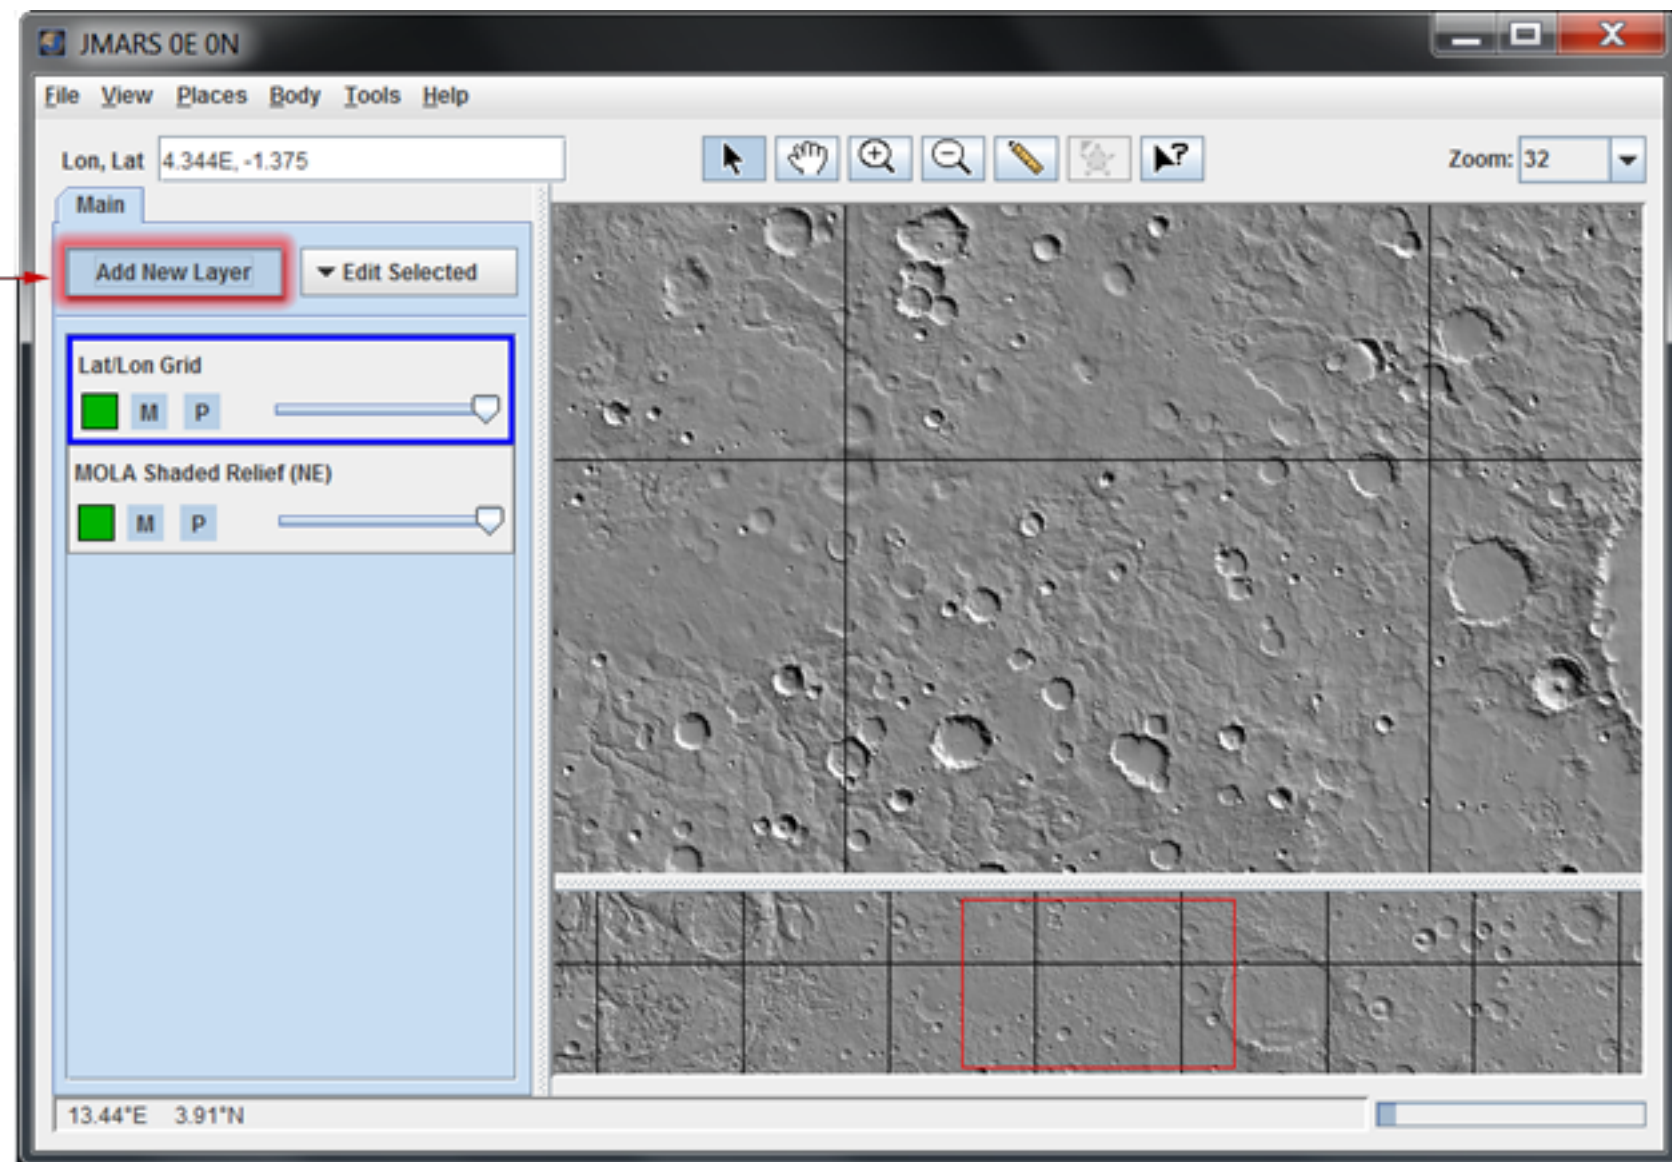 JMARS 0E 0N
File View Places Body Tools Help
Lon, Lat 4.344E, -1.375
?
Zoom: 32
Main
Add New Layer
Edit Selected
Lat/Lon Grid
M P
MOLA Shaded Relief (NE)
M P
13.44°E 3.91°N